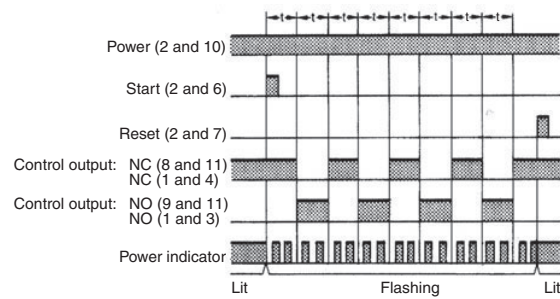 t t t t t t t t
Power (2 and 10)
Start (2 and 6)
Reset (2 and 7)
Control output: NC (8 and 11)
NC (1 and 4)
Control output: NO (9 and 11)
NO (1 and 3)
Power indicator
Lit Flashing Lit